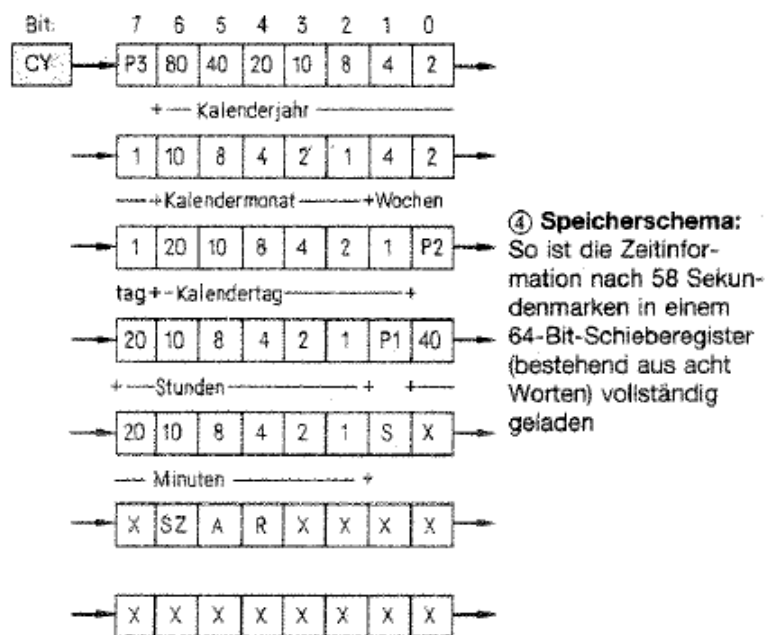 Bit: 7 6 5 4 3 2 1 0
CY P3 80 40 20 10 8 4 2
Kalenderjahr
1 10 8 4 2 1 4 2
Kalendermonat Wochen
1 20 10 8 4 2 1 P2
tag Kalendertag
20 10 8 4 2 1 P1 40
Stunden
20 10 8 4 2 1 S X
Minuten
X SZ A R X X X X
X X X X X X X X
④ Speicherschema:
So ist die Zeitinfor-
mation nach 58 Sekun-
denmarken in einem
64-Bit-Schieberegister
(bestehend aus acht
Worten) vollständig
geladen